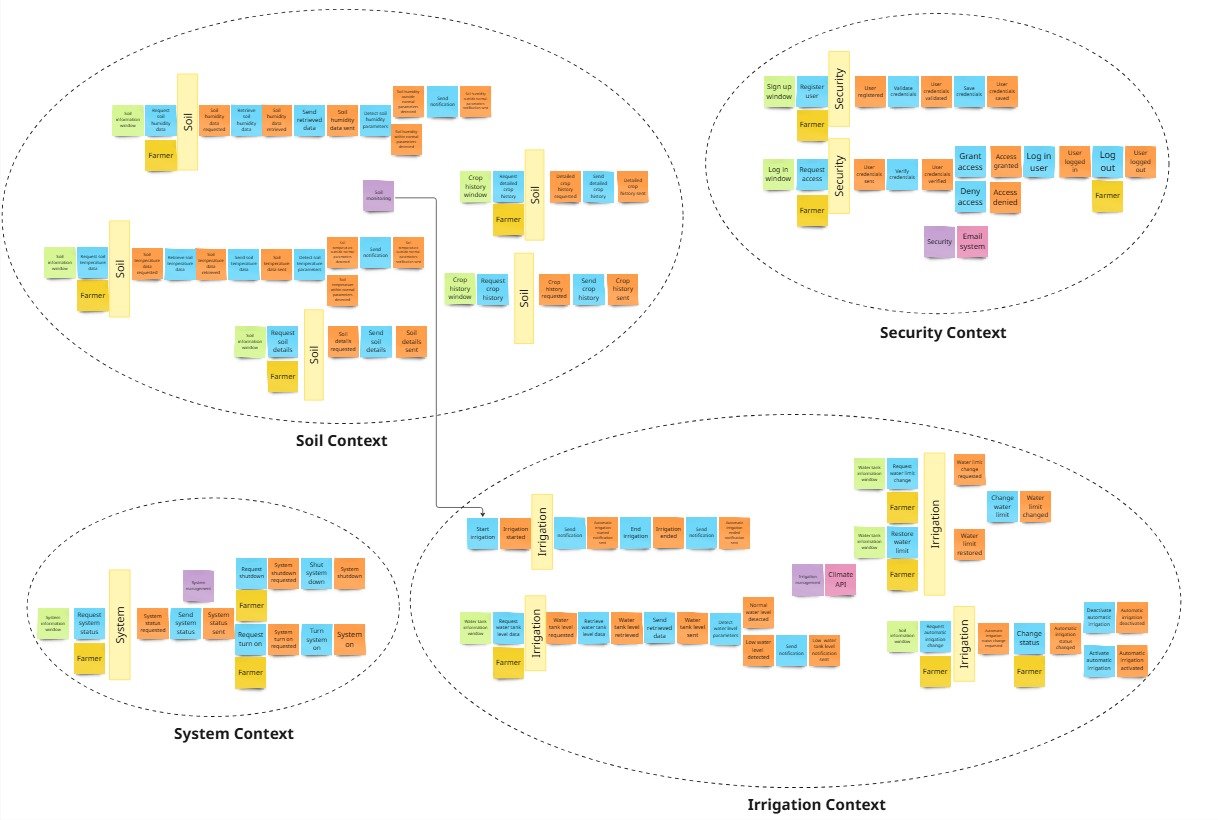 Soil information window
Request soil humidity data
Farmer
Soil
Soil humidity data requested
Retrieve soil humidity data
Soil humidity data retrieved
Send retrieved data
Soil humidity data sent
Detect soil humidity parameters
Soil humidity outside normal parameters detected
Send notification
Soil humidity outside normal parameters notification sent
Soil humidity within normal parameters detected
Soil monitoring
Crop history window
Request detailed crop history
Farmer
Soil
Detailed crop history requested
Send detailed crop history
Detailed crop history sent
Soil information window
Request soil temperature data
Farmer
Soil
Soil temperature data requested
Retrieve soil temperature data
Soil temperature data retrieved
Send soil temperature data
Soil temperature data sent
Detect soil temperature parameters
Soil temperature outside normal parameters detected
Send notification
Soil temperature outside normal parameters notification sent
Soil temperature within normal parameters detected
Crop history window
Request crop history
Farmer
Soil
Crop history requested
Send crop history
Crop history sent
Soil information window
Request soil details
Farmer
Soil
Soil details requested
Send soil details
Soil details sent
Soil Context
Sign up window
Register user
Farmer
Security
User registered
Validate credencials
User credencials validated
Save credencials
User credencials saved
Log in window
Request access
Farmer
Security
User credencials sent
Verify credencials
User credencials verified
Grant access
Access granted
Log in user
User logged in
Log out
User logged out
Farmer
Deny access
Access denied
Security
Email system
Security Context
System information window
Request system status
Farmer
System
System status requested
Send system status
System status sent
System management
Request shutdown
Farmer
System shutdown requested
Shut system down
System shutdown
Request turn on
Farmer
System turn on requested
Turn system on
System on
System Context
Start irrigation
Irrigation started
Irrigation
Send notification
Automatic irrigation started notification sent
End irrigation
Irrigation ended
Send notification
Automatic irrigation ended notification sent
Water tank information window
Request water limit change
Farmer
Irrigation
Water limit change requested
Change water limit
Water limit changed
Water tank information window
Restore water limit
Farmer
Water limit restored
Irrigation management
Climate API
Water tank information window
Request water tank level data
Farmer
Irrigation
Water tank level requested
Retrieve water tank level data
Water tank level retrieved
Send retrieved data
Water tank level sent
Detect water level parameters
Normal water level detected
Low water level detected
Send notification
Low water tank level notification sent
Soil information window
Request automatic irrigation change
Farmer
Irrigation
Automatic irrigation status change requested
Change status
Farmer
Automatic irrigation status changed
Deactivate automatic irrigation
Automatic irrigation deactivated
Activate automatic irrigation
Automatic irrigation activated
Irrigation Context